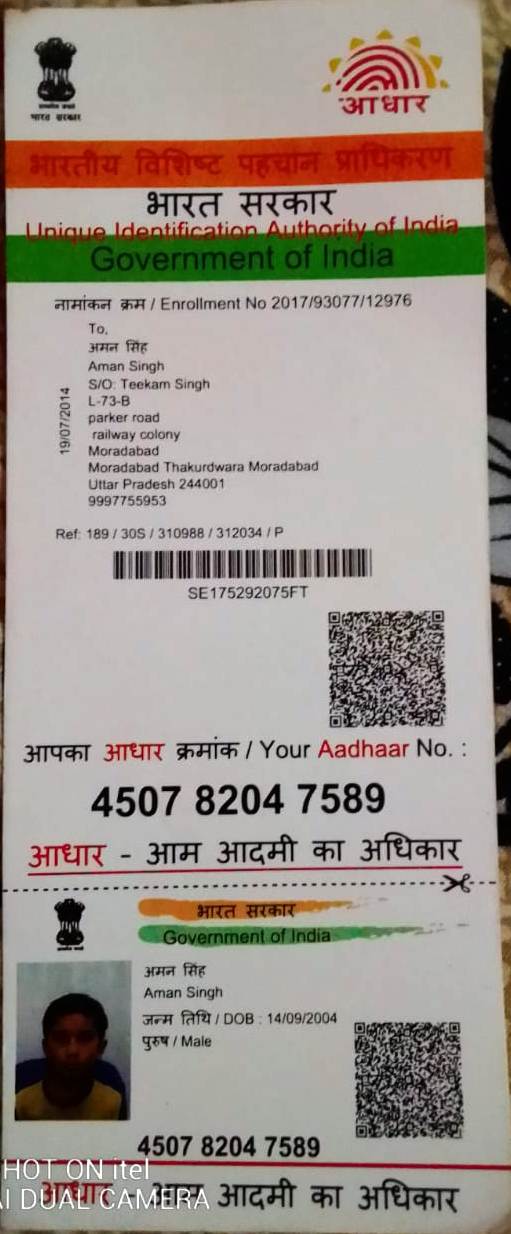 भारत सरकार
आधार
भारतीय विशिष्ट पहचान प्राधिकरण
भारत सरकार
Unique Identification Authority of India
Government of India
नामांकन क्रम / Enrollment No 2017/93077/12976
To,
अमन सिंह
Aman Singh
S/O: Teekam Singh
L-73-B
parker road
railway colony
Moradabad
Moradabad Thakurdwara Moradabad
Uttar Pradesh 244001
9997755953
19/07/2014
Ref: 189 / 30S / 310988 / 312034 / P
SE175292075FT
आपका आधार क्रमांक / Your Aadhaar No. :
4507 8204 7589
आधार - आम आदमी का अधिकार
भारत सरकार
Government of India
अमन सिंह
Aman Singh
जन्म तिथि / DOB : 14/09/2004
पुरुष / Male
4507 8204 7589
आधार - आम आदमी का अधिकार
HOT ON itel
AI DUAL CAMERA